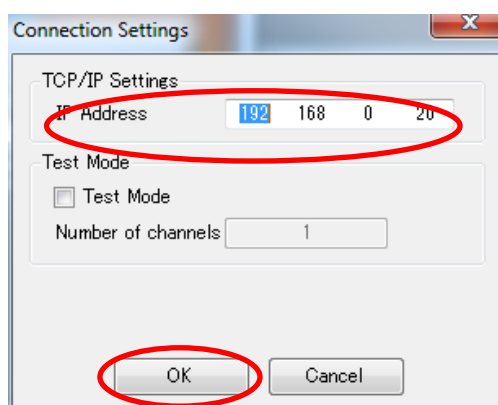 Connection Settings
TCP/IP Settings
IP Address 192 168 0 20
Test Mode
Test Mode
Number of channels 1
OK Cancel